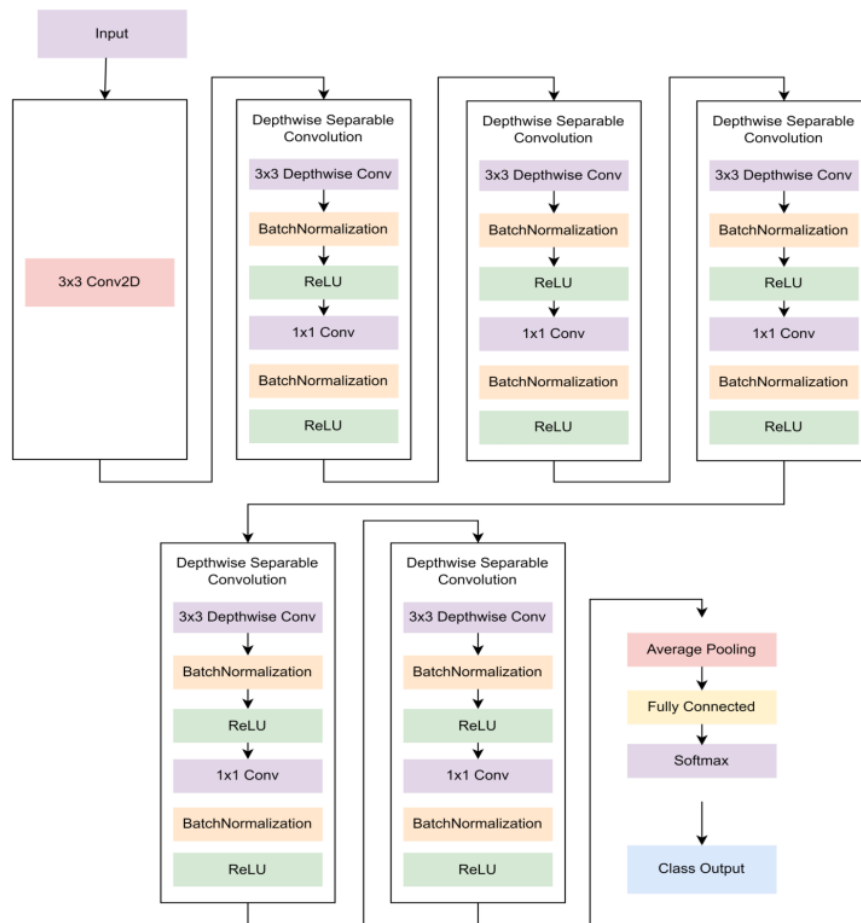 Input
3x3 Conv2D
Depthwise Separable
Convolution
3x3 Depthwise Conv
BatchNormalization
ReLU
1x1 Conv
BatchNormalization
ReLU
Depthwise Separable
Convolution
3x3 Depthwise Conv
BatchNormalization
ReLU
1x1 Conv
BatchNormalization
ReLU
Depthwise Separable
Convolution
3x3 Depthwise Conv
BatchNormalization
ReLU
1x1 Conv
BatchNormalization
ReLU
Depthwise Separable
Convolution
3x3 Depthwise Conv
BatchNormalization
ReLU
1x1 Conv
BatchNormalization
ReLU
Depthwise Separable
Convolution
3x3 Depthwise Conv
BatchNormalization
ReLU
1x1 Conv
BatchNormalization
ReLU
Average Pooling
Fully Connected
Softmax
Class Output